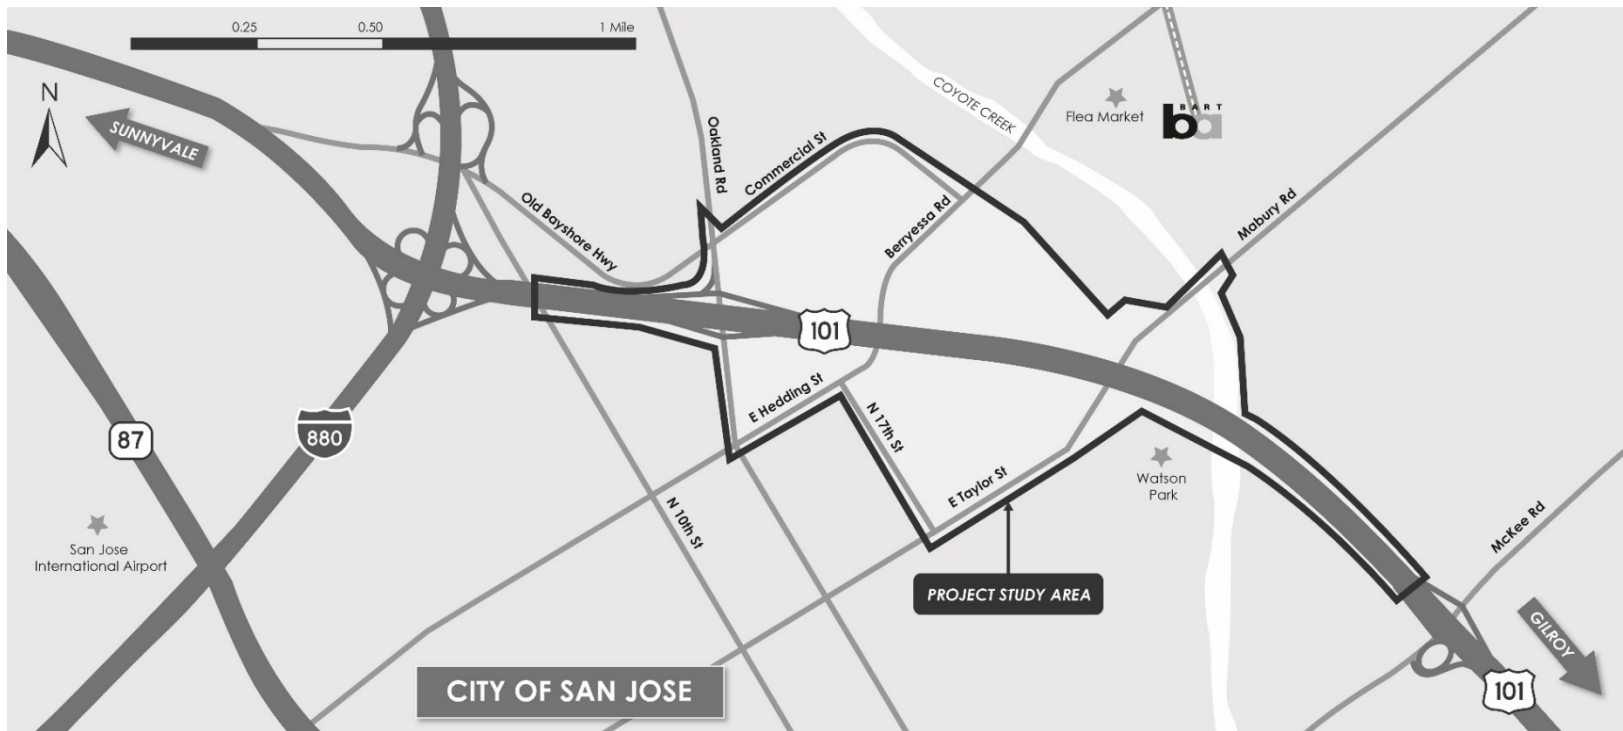 0.25 0.50 1 Mile
N
SUNNYVALE
COYOTE CREEK
Flea Market
BART
ba
Oakland Rd
Commercial St
Old Bayshore Hwy
Berryessa Rd
Mabury Rd
101
E Hedding St
N 17th St
87
880
E Taylor St
Watson
Park
N 10th St
McKee Rd
San Jose
International Airport
PROJECT STUDY AREA
GILROY
CITY OF SAN JOSE
101